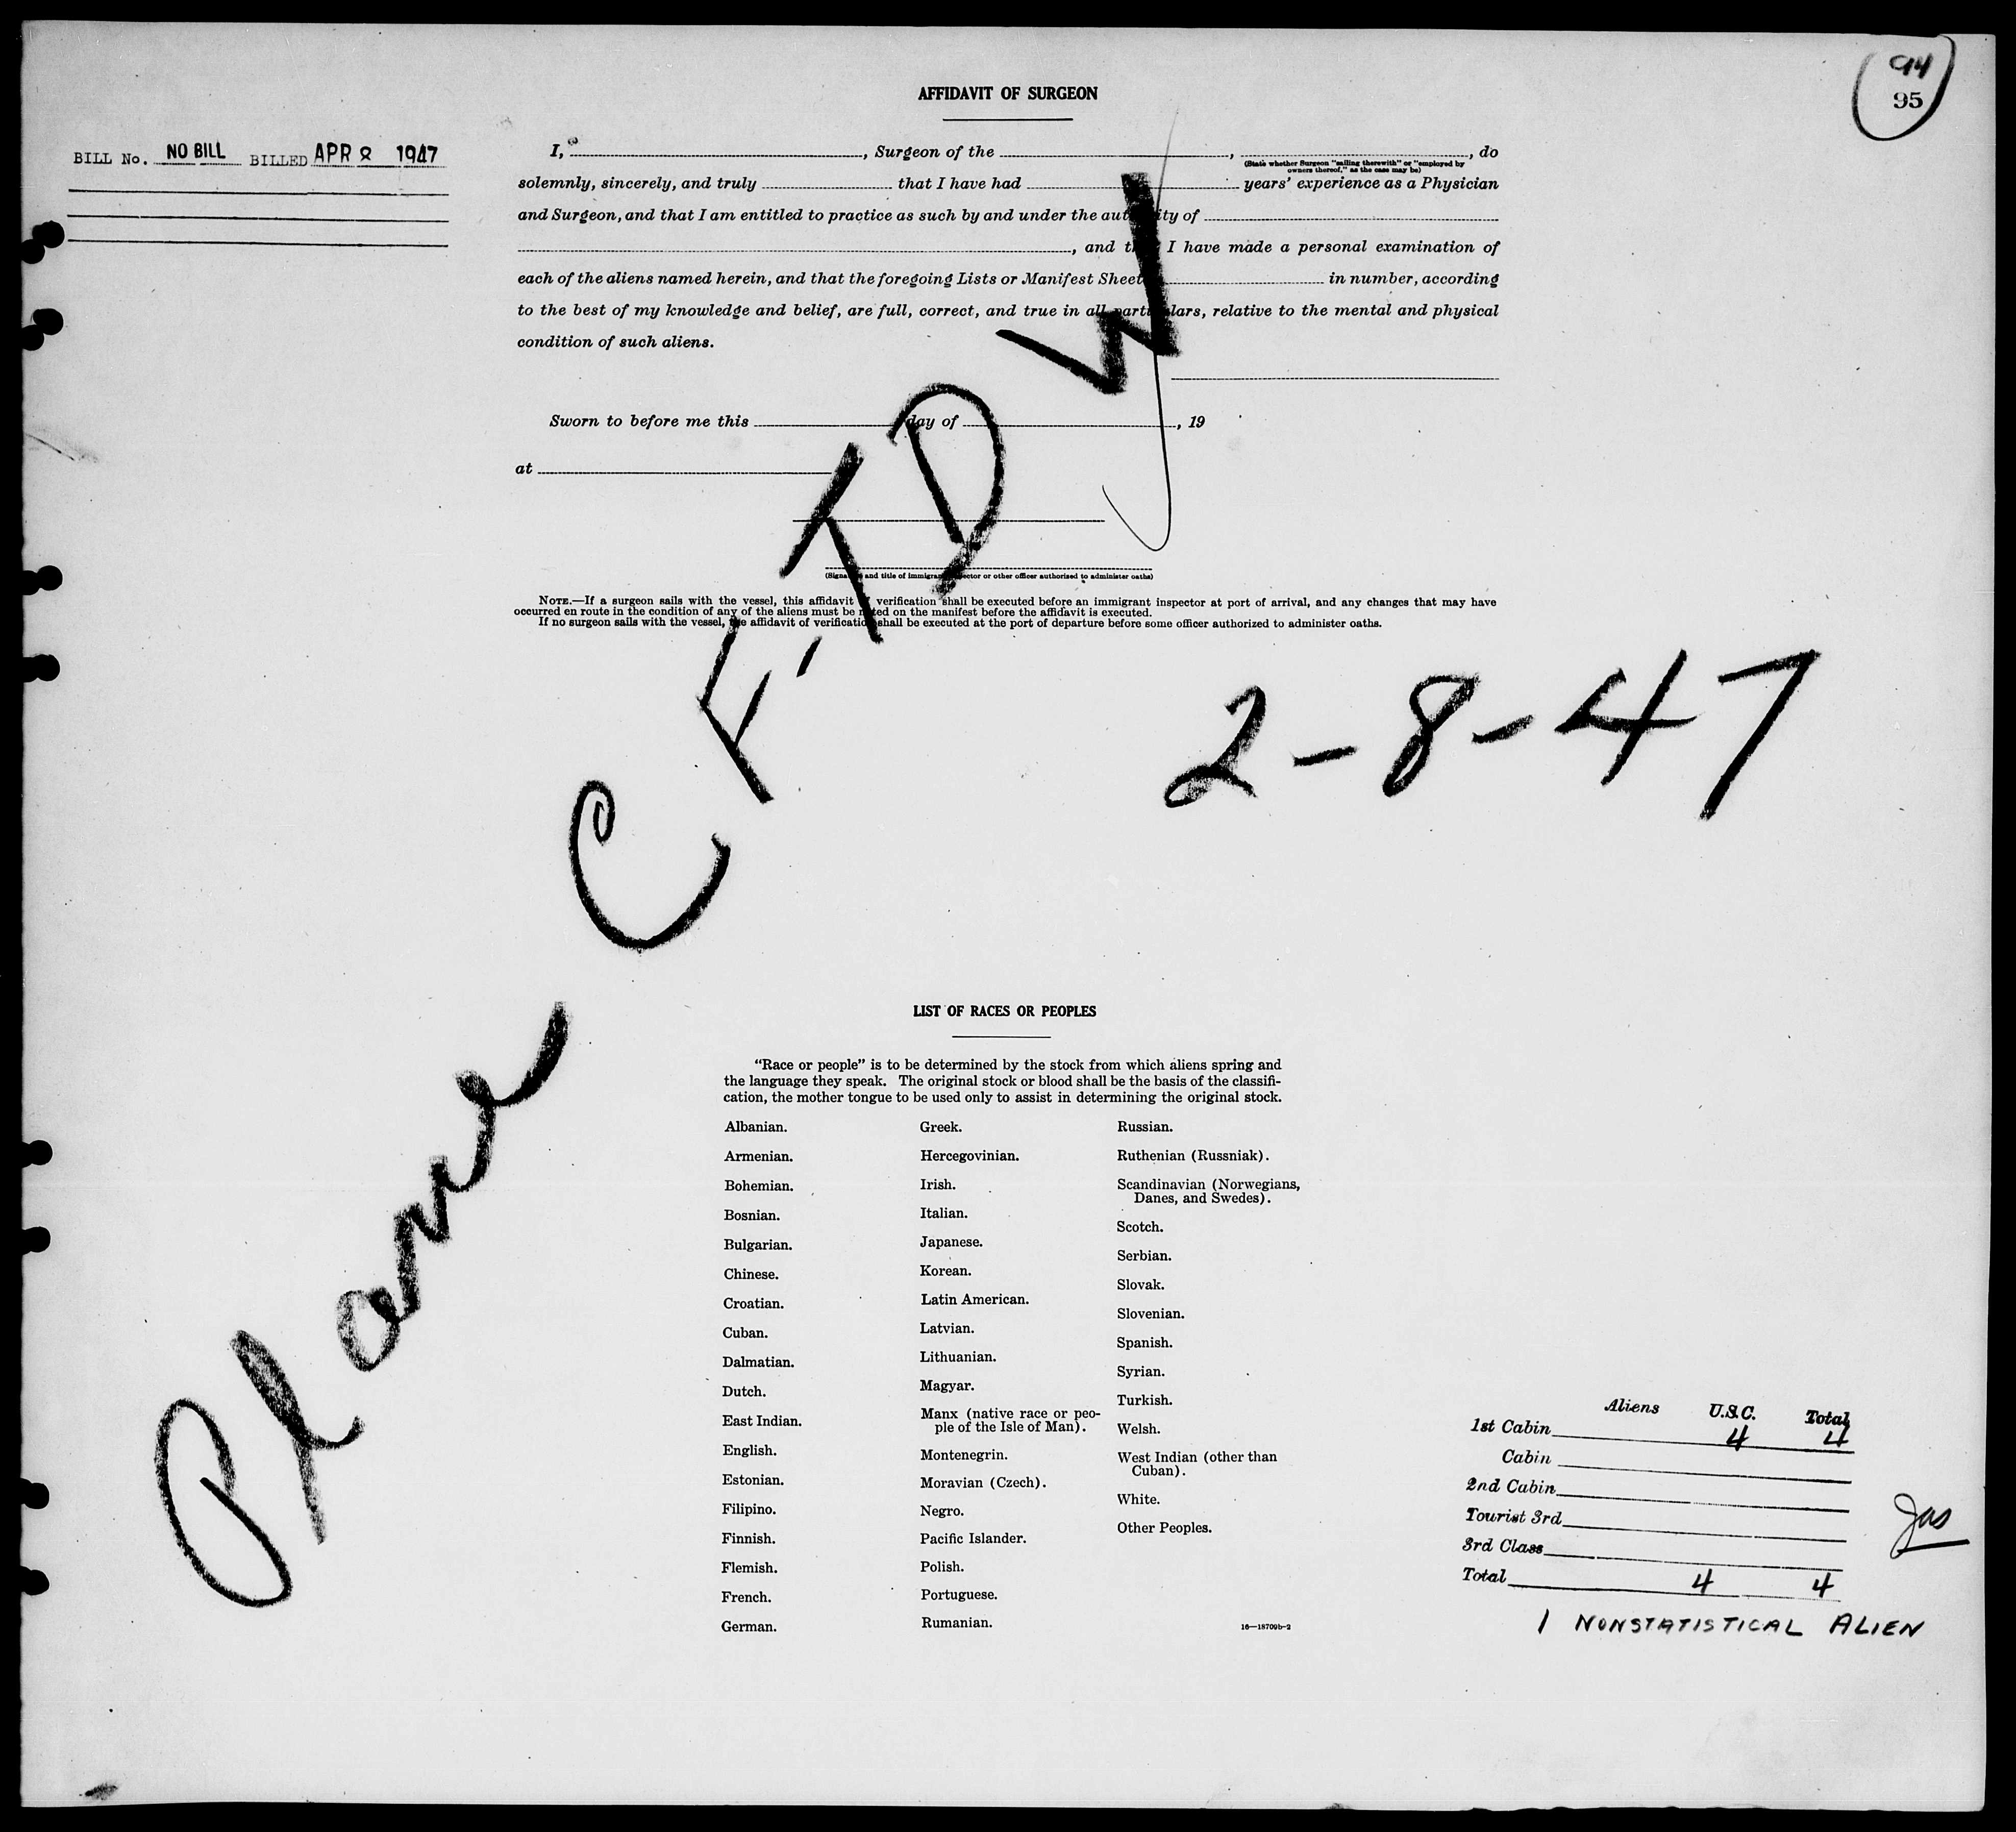 94
95
AFFIDAVIT OF SURGEON
BILL No. NO BILL BILLED APR 8 1947
I, , Surgeon of the , , do
(State whether Surgeon "sailing therewith" or "employed by
owners thereof," as the case may be)
solemnly, sincerely, and truly that I have had years' experience as a Physician
and Surgeon, and that I am entitled to practice as such by and under the authority of
, and that I have made a personal examination of
each of the aliens named herein, and that the foregoing Lists or Manifest Sheets in number, according
to the best of my knowledge and belief, are full, correct, and true in all particulars, relative to the mental and physical
condition of such aliens.
Sworn to before me this day of , 19
at
(Signature and title of immigrant inspector or other officer authorized to administer oaths)
NOTE.—If a surgeon sails with the vessel, this affidavit of verification shall be executed before an immigrant inspector at port of arrival, and any changes that may have
occurred en route in the condition of any of the aliens must be noted on the manifest before the affidavit is executed.
If no surgeon sails with the vessel, the affidavit of verification shall be executed at the port of departure before some officer authorized to administer oaths.
Plane CF-TDW
2-8-47
LIST OF RACES OR PEOPLES
"Race or people" is to be determined by the stock from which aliens spring and
the language they speak. The original stock or blood shall be the basis of the classifi-
cation, the mother tongue to be used only to assist in determining the original stock.
Albanian.
Armenian.
Bohemian.
Bosnian.
Bulgarian.
Chinese.
Croatian.
Cuban.
Dalmatian.
Dutch.
East Indian.
English.
Estonian.
Filipino.
Finnish.
Flemish.
French.
German.
Greek.
Hercegovinian.
Irish.
Italian.
Japanese.
Korean.
Latin American.
Latvian.
Lithuanian.
Magyar.
Manx (native race or peo-
ple of the Isle of Man).
Montenegrin.
Moravian (Czech).
Negro.
Pacific Islander.
Polish.
Portuguese.
Rumanian.
Russian.
Ruthenian (Russniak).
Scandinavian (Norwegians,
Danes, and Swedes).
Scotch.
Serbian.
Slovak.
Slovenian.
Spanish.
Syrian.
Turkish.
Welsh.
West Indian (other than
Cuban).
White.
Other Peoples.
16—18709b-2
Aliens U.S.C. Total
1st Cabin 4 4
Cabin
2nd Cabin
Tourist 3rd
3rd Class
Total 4 4
1 NONSTATISTICAL ALIEN